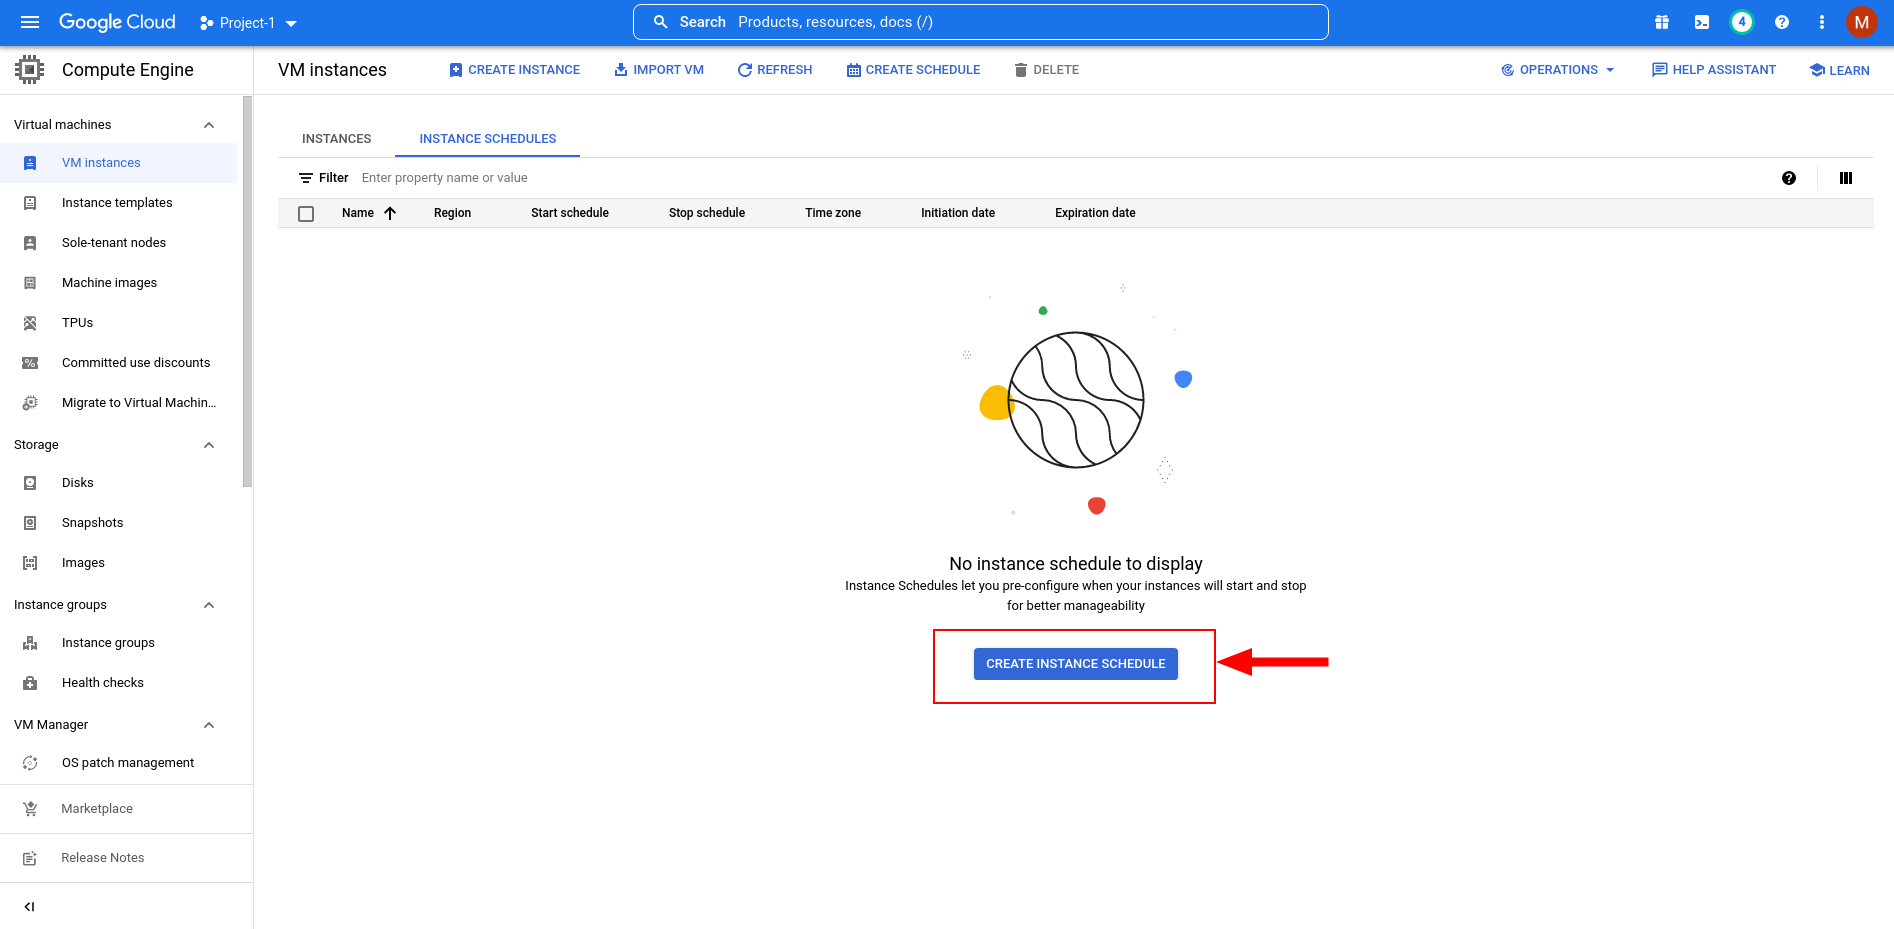 Google Cloud
Project-1
Search Products, resources, docs (/)
4
M
Compute Engine
VM instances
CREATE INSTANCE
IMPORT VM
REFRESH
CREATE SCHEDULE
DELETE
OPERATIONS
HELP ASSISTANT
LEARN
Virtual machines
VM instances
Instance templates
Sole-tenant nodes
Machine images
TPUs
Committed use discounts
Migrate to Virtual Machin...
Storage
Disks
Snapshots
Images
Instance groups
Instance groups
Health checks
VM Manager
OS patch management
Marketplace
Release Notes
INSTANCES
INSTANCE SCHEDULES
Filter Enter property name or value
Name
Region
Start schedule
Stop schedule
Time zone
Initiation date
Expiration date
No instance schedule to display
Instance Schedules let you pre-configure when your instances will start and stop
for better manageability
CREATE INSTANCE SCHEDULE